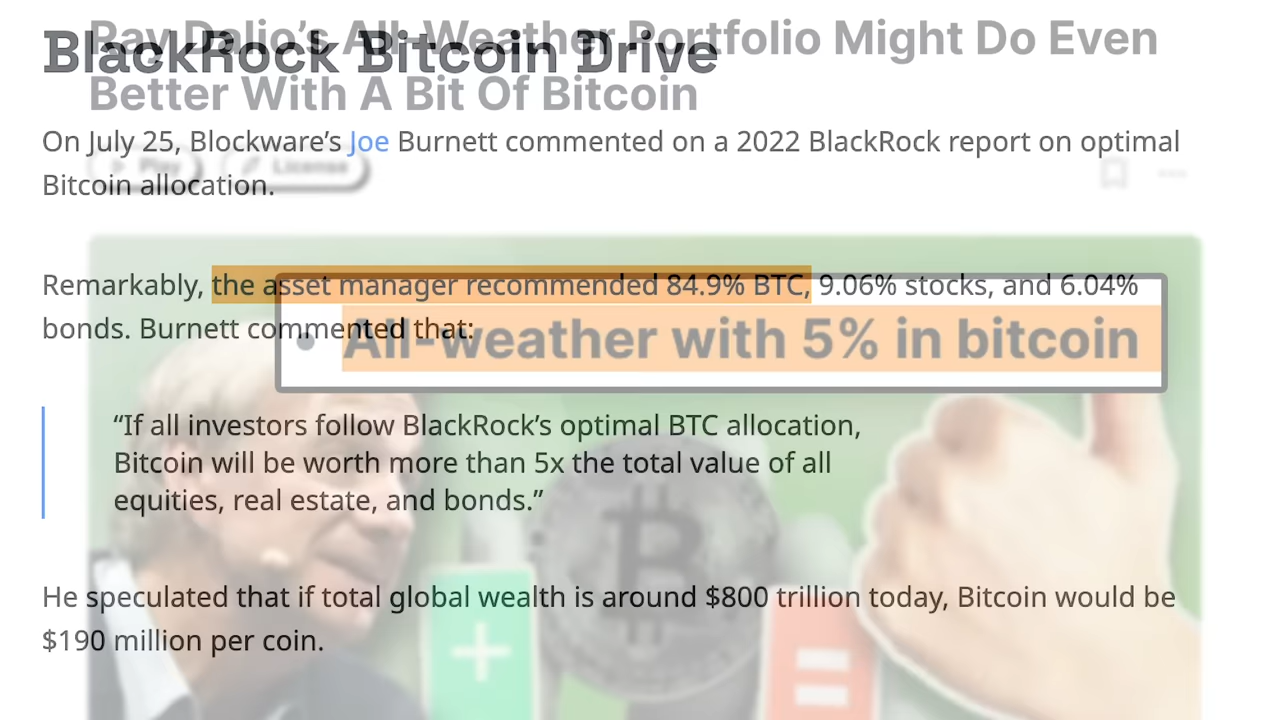 Ray Dalio's All-Weather Portfolio Might Do Even
Better With A Bit Of Bitcoin
BlackRock Bitcoin Drive
On July 25, Blockware’s Joe Burnett commented on a 2022 BlackRock report on optimal
Bitcoin allocation.
Play
License
Remarkably, the asset manager recommended 84.9% BTC, 9.06% stocks, and 6.04%
bonds. Burnett commented that:
• All-weather with 5% in bitcoin
“If all investors follow BlackRock’s optimal BTC allocation,
Bitcoin will be worth more than 5x the total value of all
equities, real estate, and bonds.”
He speculated that if total global wealth is around $800 trillion today, Bitcoin would be
$190 million per coin.